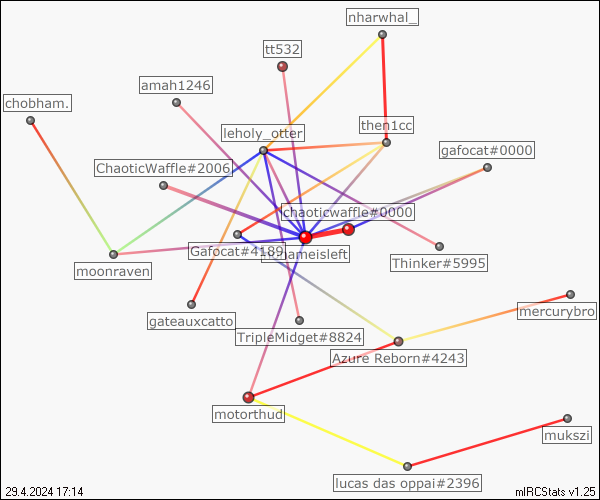 nharwhal_
tt532
amah1246
chobham.
then1cc
leholy_otter
gafocat#0000
ChaoticWaffle#2006
chaoticwaffle#0000
Gafocat#4189
nameisleft
Thinker#5995
moonraven
mercurybro
gateauxcatto
TripleMidget#8824
Azure Reborn#4243
motorthud
mukszi
lucas das oppai#2396
29.4.2024 17:14
mIRCStats v1.25